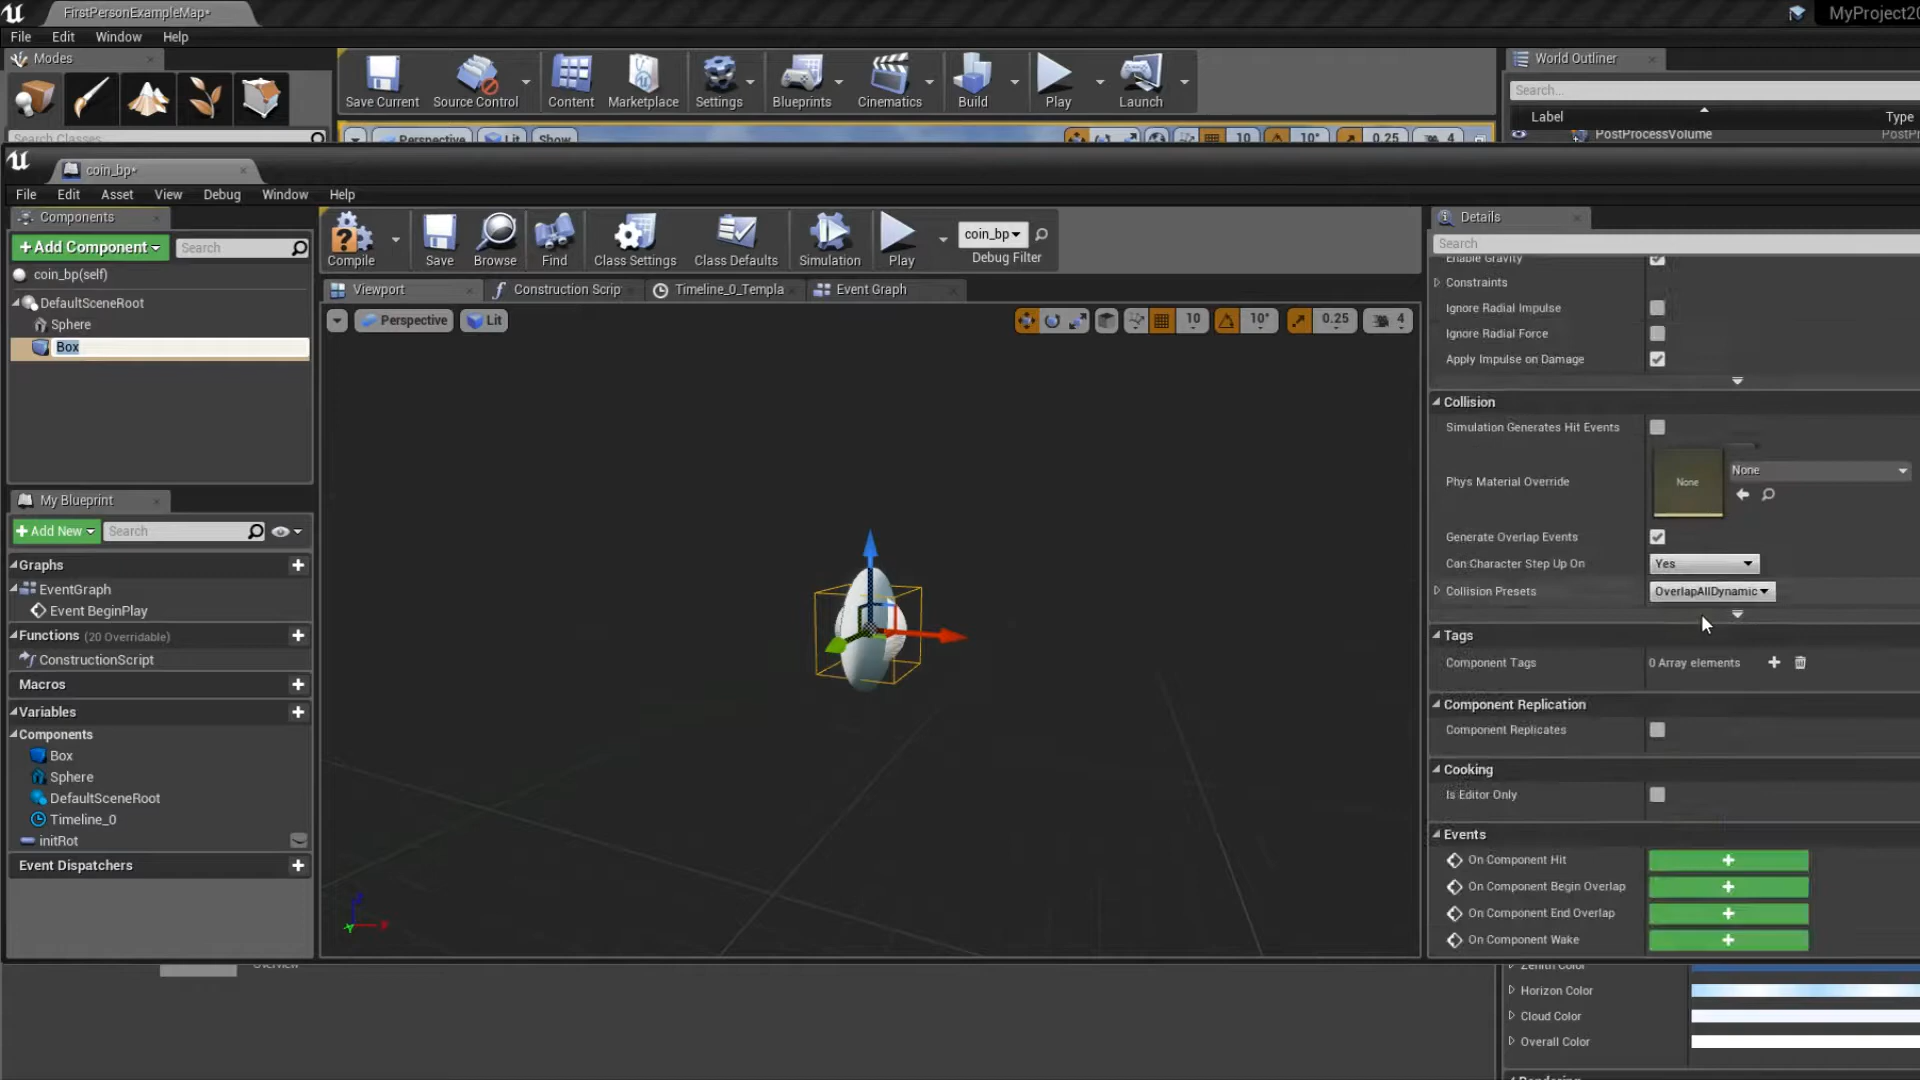 FirstPersonExampleMap*
MyProject20
File Edit Window Help
Modes
World Outliner
Search...
Label
Type
Save Current
Source Control
Content
Marketplace
Settings
Blueprints
Cinematics
Build
Play
Launch
Search Classes
Perspective
Lit
Show
10
10°
0.25
4
PostProcessVolume
PostPr
coin_bp*
File Edit Asset View Debug Window Help
Components
Details
+Add Component
Search
Compile
Save
Browse
Find
Class Settings
Class Defaults
Simulation
Play
coin_bp
Debug Filter
Search
coin_bp(self)
Enable Gravity
DefaultSceneRoot
Viewport
Construction Scrip
Timeline_0_Templa
Event Graph
Constraints
Sphere
Perspective
Lit
10
10°
0.25
4
Ignore Radial Impulse
Box
Ignore Radial Force
Apply Impulse on Damage
Collision
Simulation Generates Hit Events
Phys Material Override
None
None
My Blueprint
+Add New
Search
Generate Overlap Events
Graphs
Can Character Step Up On
Yes
EventGraph
Collision Presets
OverlapAllDynamic
Event BeginPlay
Functions (20 Overridable)
Tags
ConstructionScript
Component Tags
0 Array elements
Macros
Component Replication
Variables
Component Replicates
Components
Box
Cooking
Sphere
Is Editor Only
DefaultSceneRoot
Timeline_0
Events
initRot
On Component Hit
Event Dispatchers
On Component Begin Overlap
On Component End Overlap
On Component Wake
Zenith Color
Horizon Color
Cloud Color
Overall Color